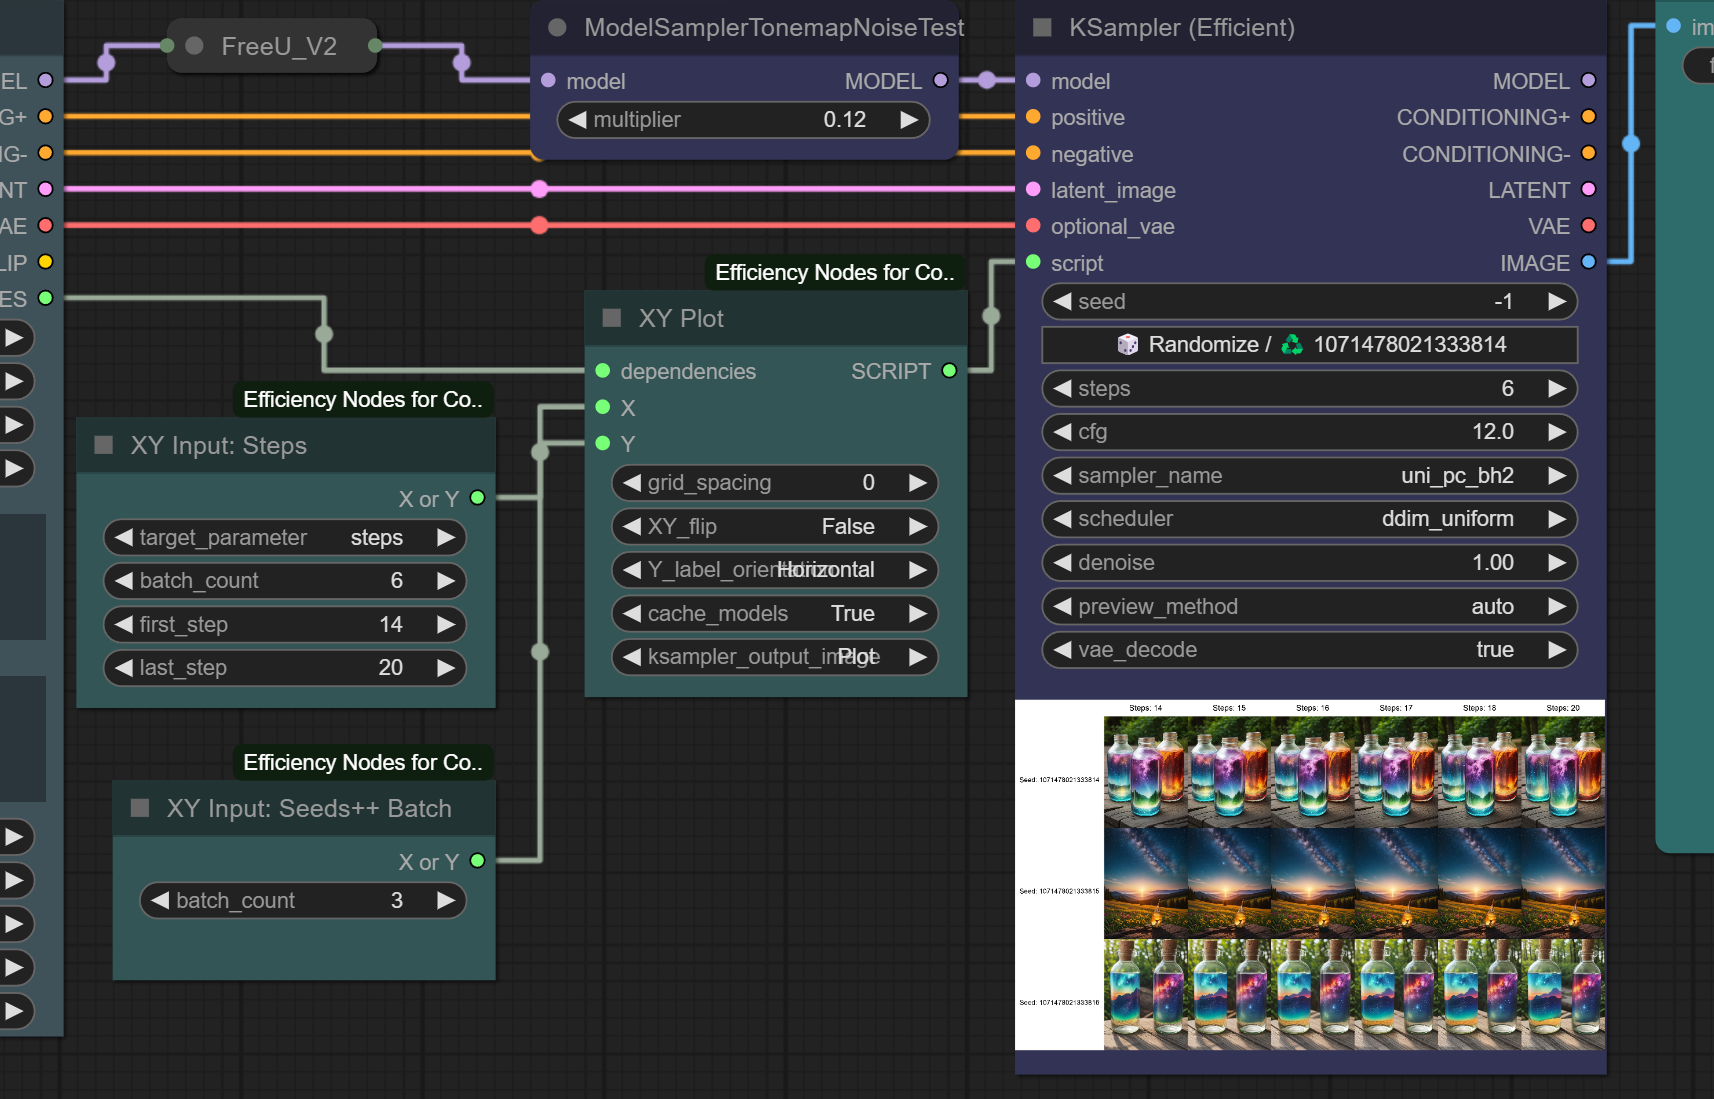 EL
G+
NG-
NT
AE
LIP
ES
FreeU_V2
ModelSamplerTonemapNoiseTest
model
MODEL
multiplier
0.12
KSampler (Efficient)
model
MODEL
positive
CONDITIONING+
negative
CONDITIONING-
latent_image
LATENT
optional_vae
VAE
script
IMAGE
seed
-1
Randomize / ♻ 1071478021333814
steps
6
cfg
12.0
sampler_name
uni_pc_bh2
scheduler
ddim_uniform
denoise
1.00
preview_method
auto
vae_decode
true
im
f
Efficiency Nodes for Co..
XY Plot
dependencies
SCRIPT
X
Y
grid_spacing
0
XY_flip
False
Y_label_orientation
Horizontal
cache_models
True
ksampler_output_image
Plot
Efficiency Nodes for Co..
XY Input: Steps
X or Y
target_parameter
steps
batch_count
6
first_step
14
last_step
20
Efficiency Nodes for Co..
XY Input: Seeds++ Batch
X or Y
batch_count
3
Steps: 14
Steps: 15
Steps: 16
Steps: 17
Steps: 18
Steps: 20
Seed: 1071478021333814
Seed: 1071478021333815
Seed: 1071478021333816